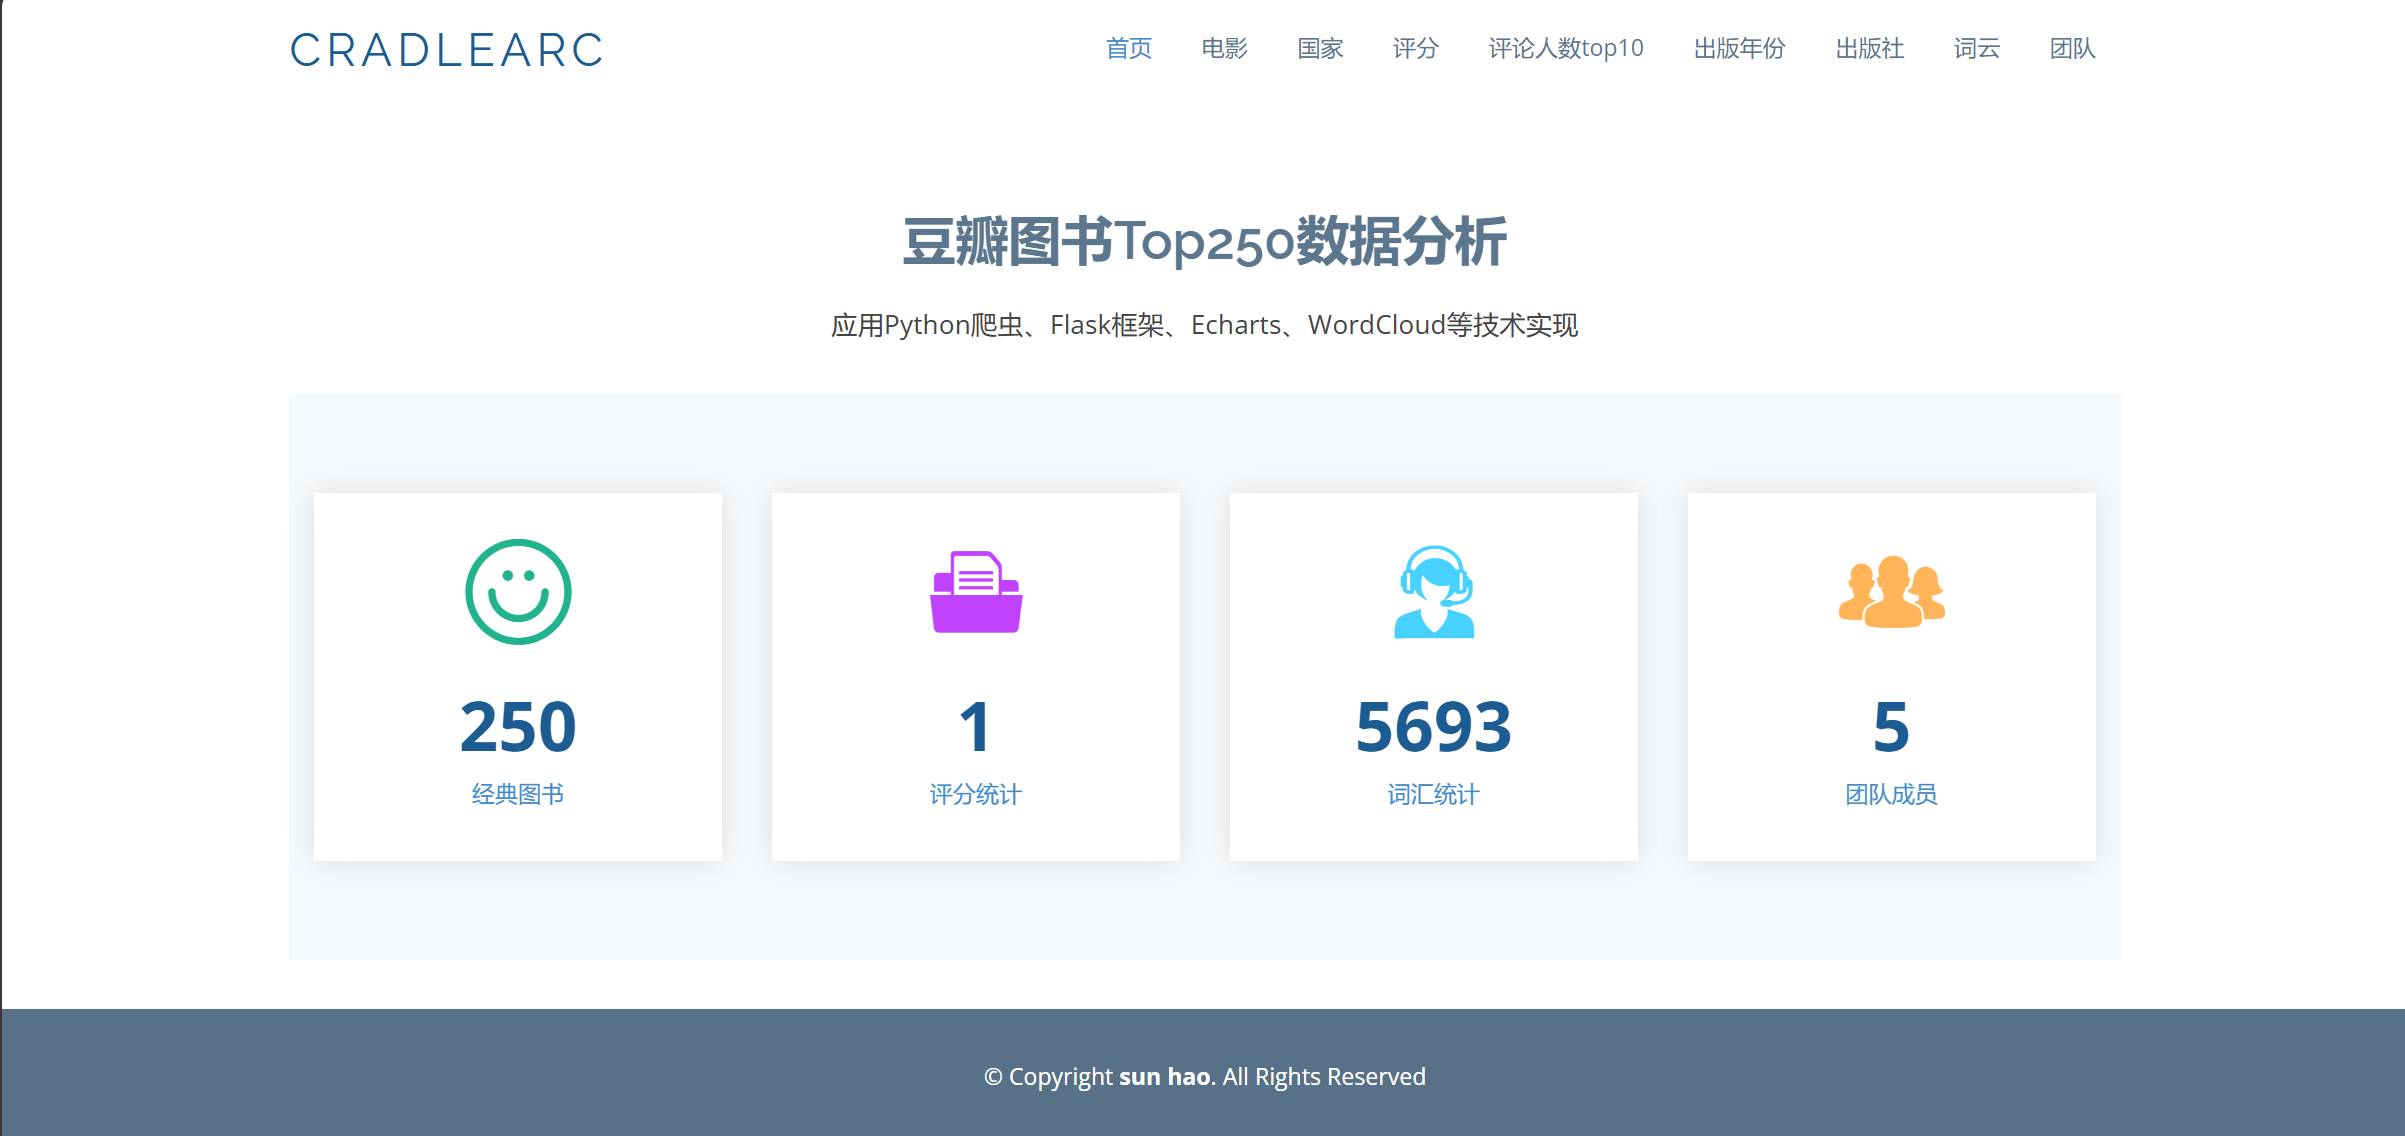 CRADLEARC
首页 电影 国家 评分 评论人数top10 出版年份 出版社 词云 团队
豆瓣图书Top250数据分析
应用Python爬虫、Flask框架、Echarts、WordCloud等技术实现
250
经典图书
1
评分统计
5693
词汇统计
5
团队成员
© Copyright sun hao. All Rights Reserved